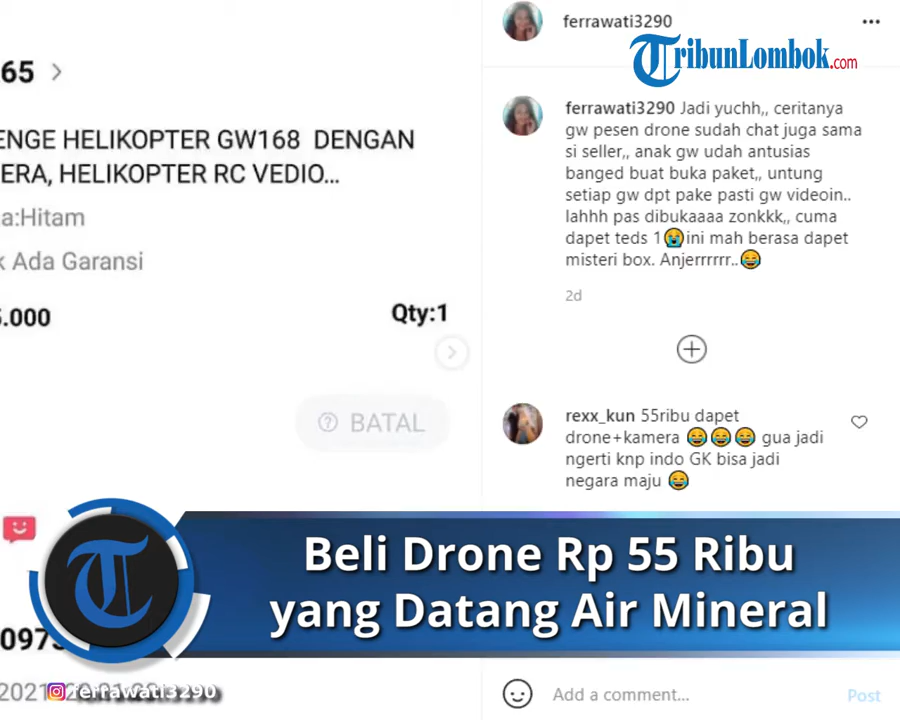 65
ENGE HELIKOPTER GW168 DENGAN
ERA, HELIKOPTER RC VEDIO...
a:Hitam
k Ada Garansi
5.000
Qty:1
BATAL
ferrawati3290
TribunLombok.com
ferrawati3290 Jadi yuchh,, ceritanya
gw pesen drone sudah chat juga sama
si seller,, anak gw udah antusias
banged buat buka paket,, untung
setiap gw dpt pake pasti gw videoin..
lahhh pas dibukaaaa zonkkk,, cuma
dapet teds 1😭ini mah berasa dapet
misteri box. Anjerrrrrr..😂
2d
rexx_kun 55ribu dapet
drone+kamera 😂😂😂 gua jadi
ngerti knp indo GK bisa jadi
negara maju 😂
Beli Drone Rp 55 Ribu
yang Datang Air Mineral
097
2021
ferrawati3290
Add a comment...
Post